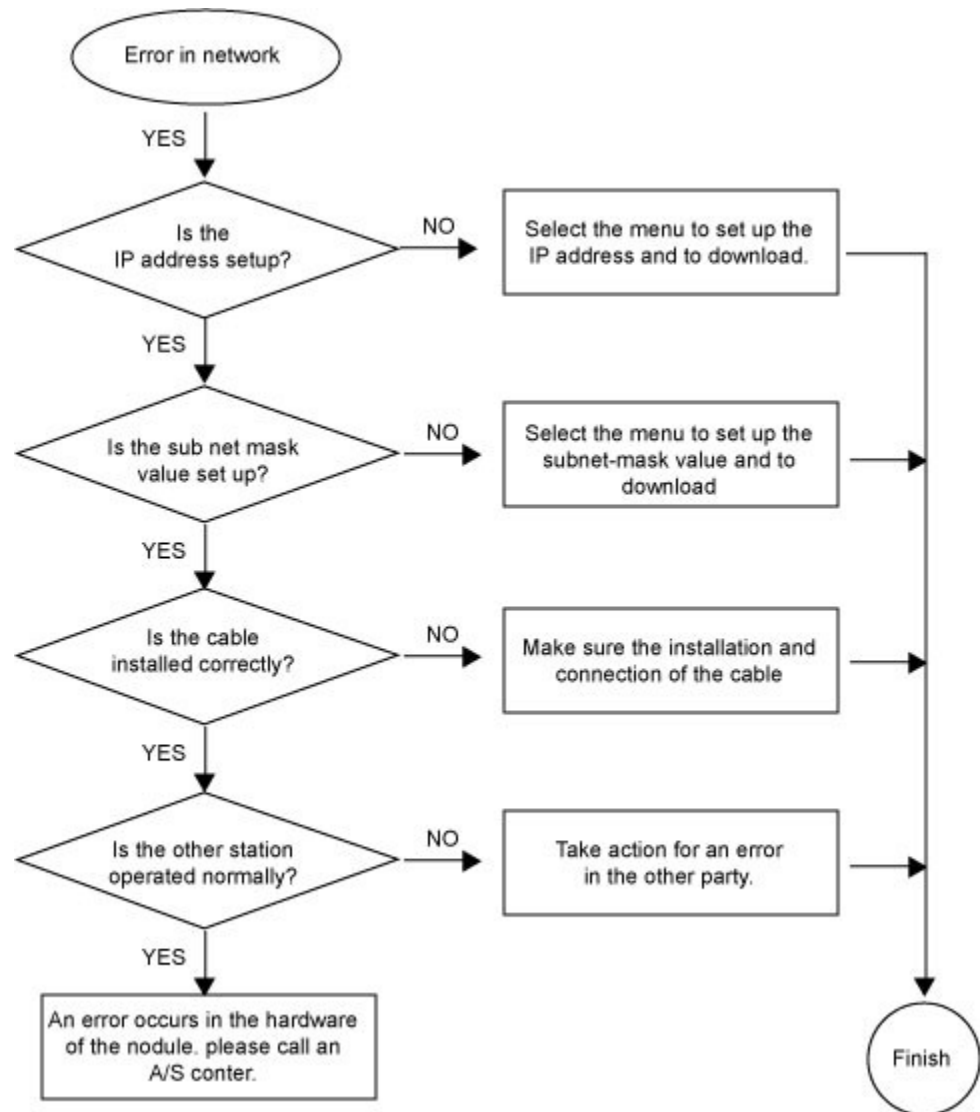 Error in network
YES
Is the
IP address setup?
NO
Select the menu to set up the
IP address and to download.
YES
Is the sub net mask
value set up?
NO
Select the menu to set up the
subnet-mask value and to
download
YES
Is the cable
installed correctly?
NO
Make sure the installation and
connection of the cable
YES
Is the other station
operated normally?
NO
Take action for an error
in the other party.
YES
An error occurs in the hardware
of the nodule. please call an
A/S conter.
Finish